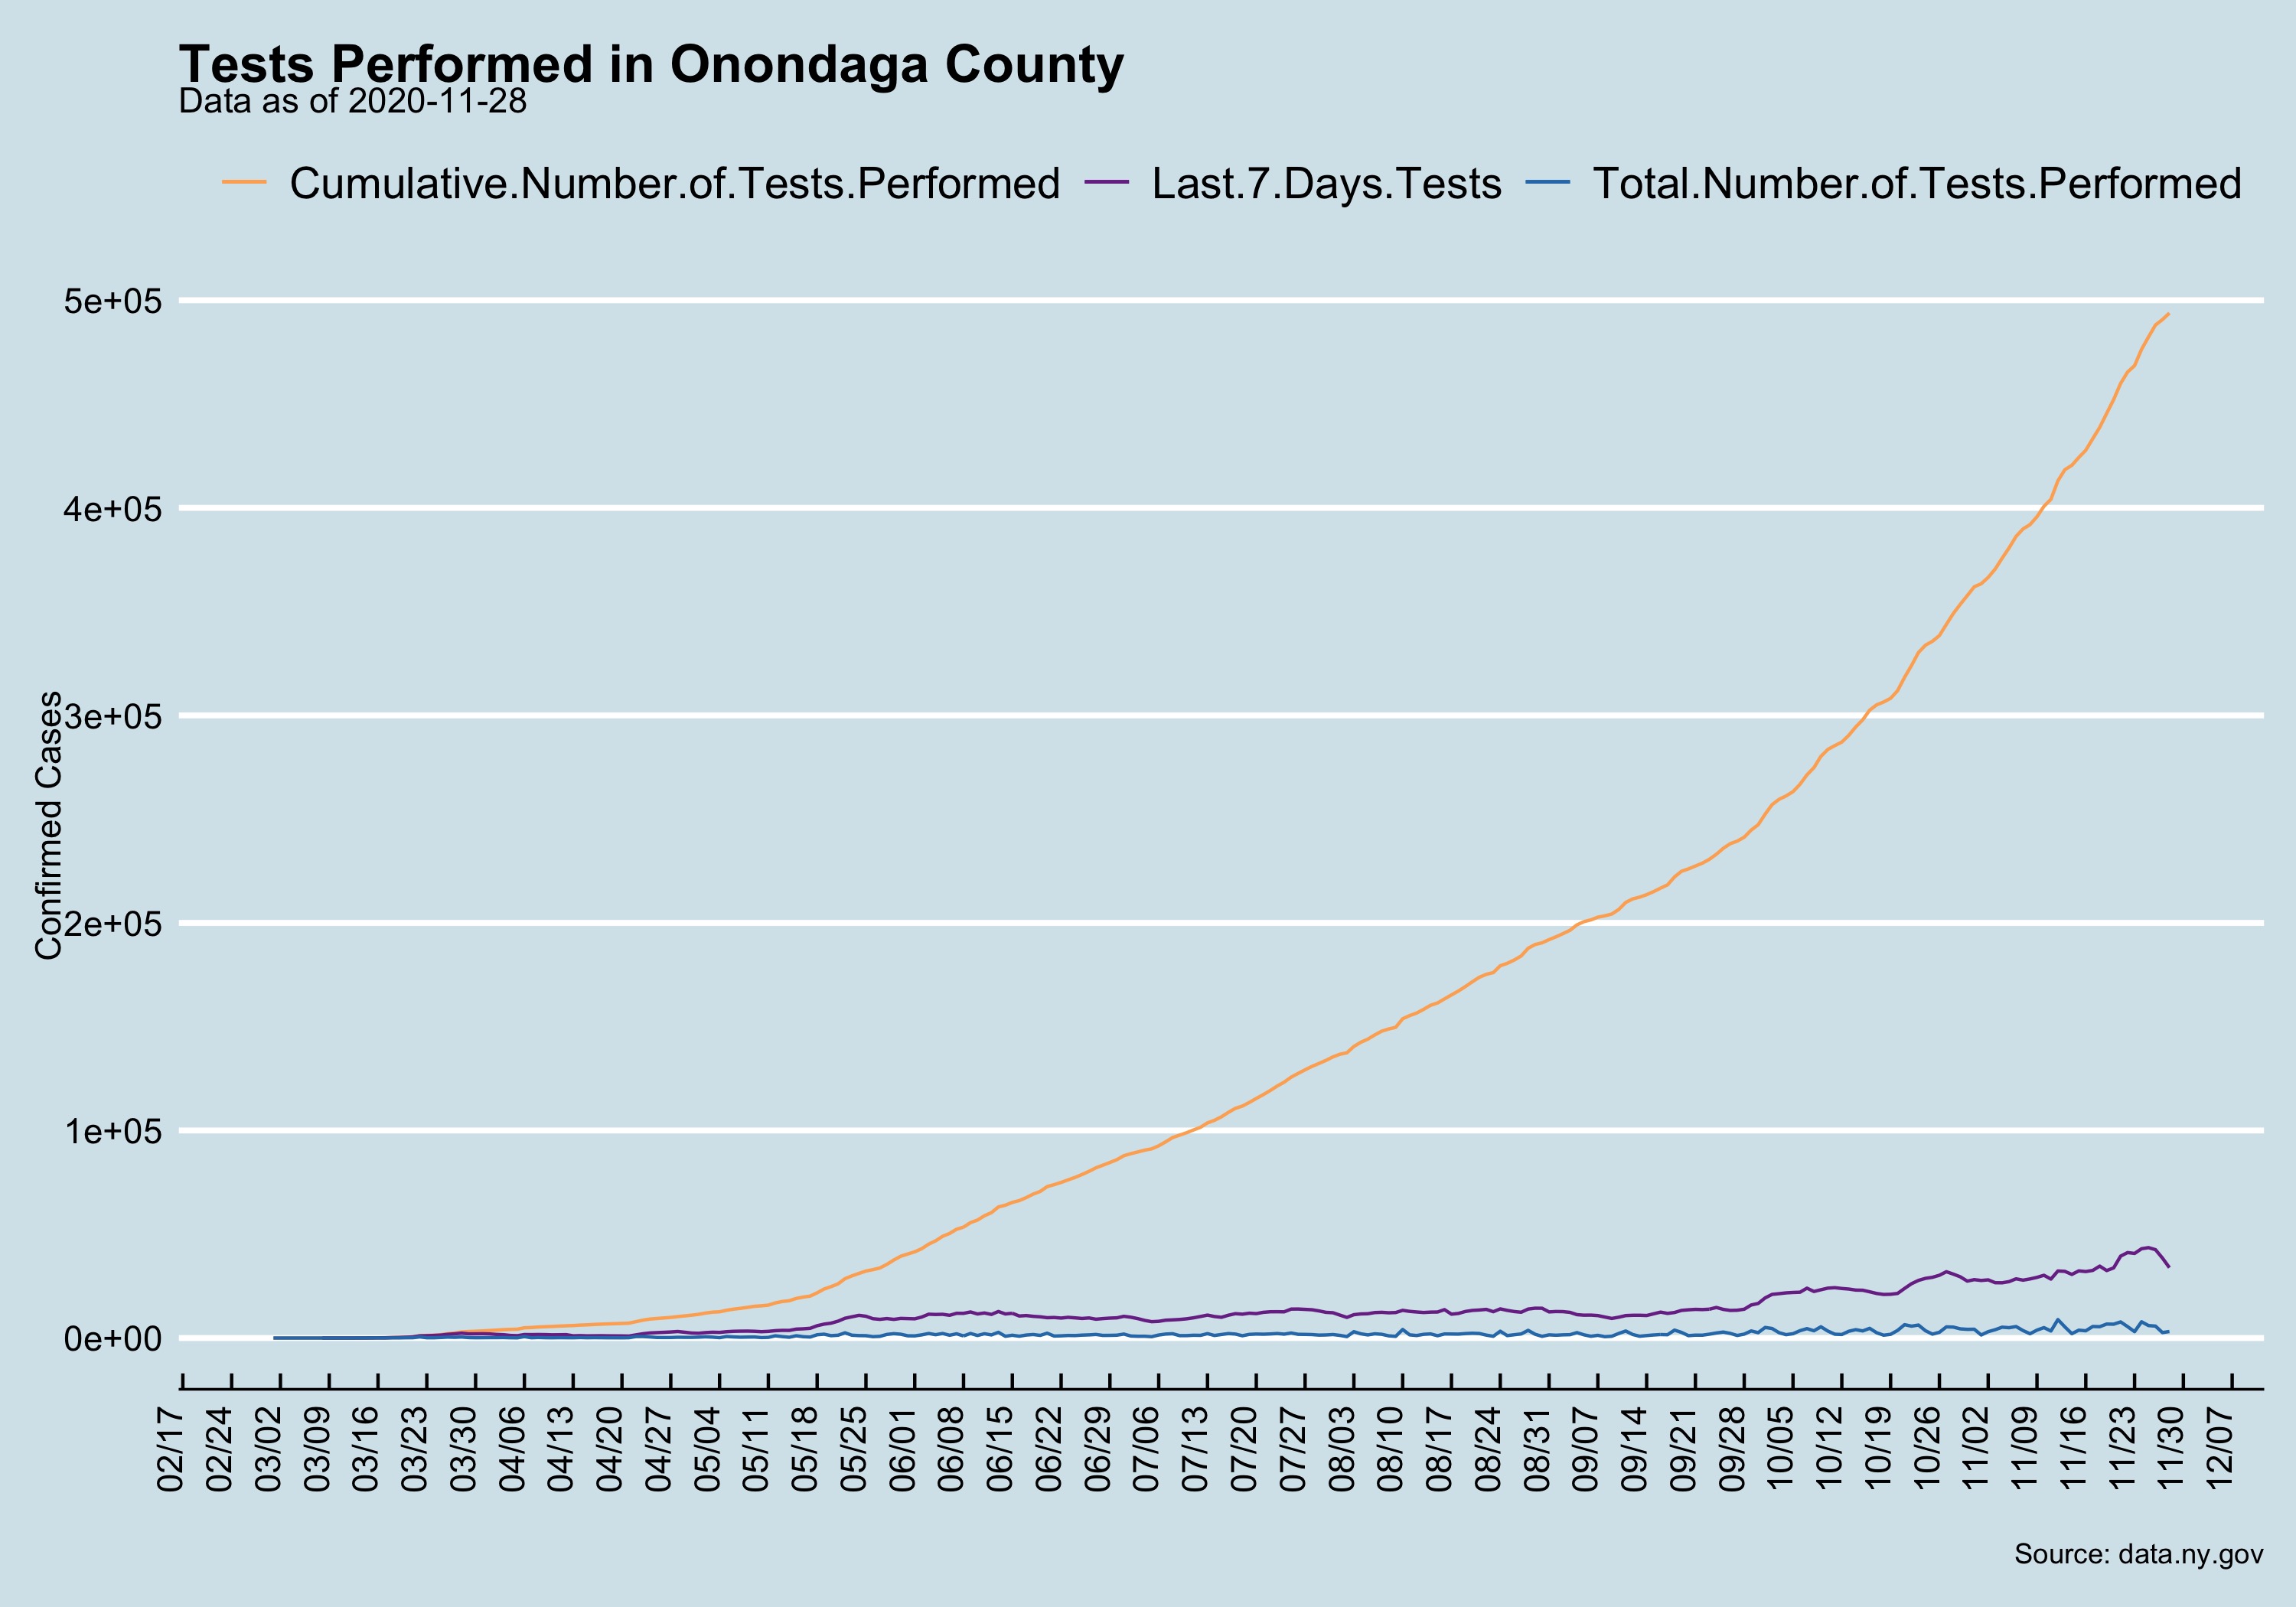 Tests Performed in Onondaga County
Data as of 2020-11-28
Cumulative.Number.of.Tests.Performed Last.7.Days.Tests Total.Number.of.Tests.Performed
5e+05
4e+05
3e+05
2e+05
1e+05
0e+00
Confirmed Cases
02/17 02/24 03/02 03/09 03/16 03/23 03/30 04/06 04/13 04/20 04/27 05/04 05/11 05/18 05/25 06/01 06/08 06/15 06/22 06/29 07/06 07/13 07/20 07/27 08/03 08/10 08/17 08/24 08/31 09/07 09/14 09/21 09/28 10/05 10/12 10/19 10/26 11/02 11/09 11/16 11/23 11/30 12/07
Source: data.ny.gov